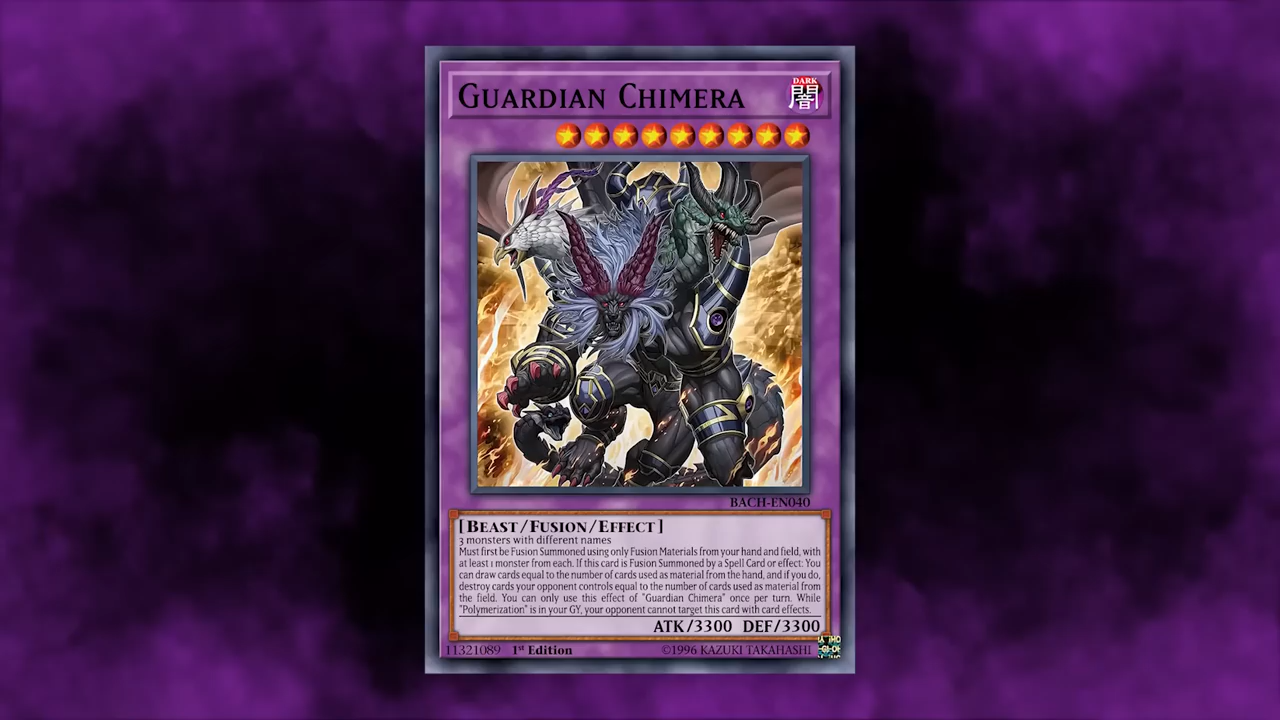 GUARDIAN CHIMERA
DARK
闇
BACH-EN040
[BEAST/FUSION/EFFECT]
3 monsters with different names
Must first be Fusion Summoned using only Fusion Materials from your hand and field, with
at least 1 monster from each. If this card is Fusion Summoned by a Spell Card or effect: You
can draw cards equal to the number of cards used as material from the hand, and if you do,
destroy cards your opponent controls equal to the number of cards used as material from
the field. You can only use this effect of "Guardian Chimera" once per turn. While
"Polymerization" is in your GY, your opponent cannot target this card with card effects.
ATK/3300 DEF/3300
11321089 1st Edition ©1996 KAZUKI TAKAHASHI